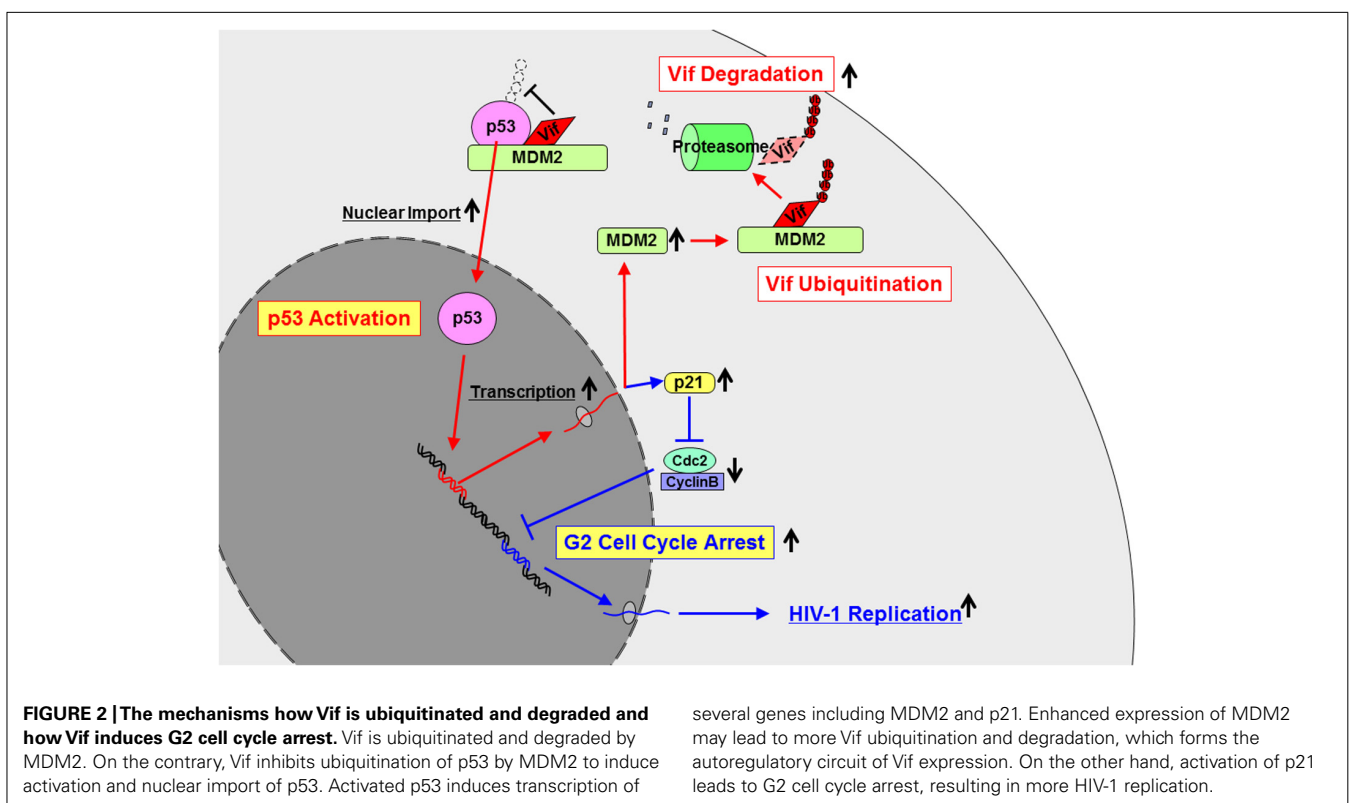 Vif Degradation
p53
Vif
MDM2
Proteasome
Vif
Nuclear Import
Vif
MDM2
MDM2
Vif Ubiquitination
p53 Activation
p53
Transcription
p21
Cdc2
CyclinB
G2 Cell Cycle Arrest
HIV-1 Replication
FIGURE 2 | The mechanisms how Vif is ubiquitinated and degraded and
how Vif induces G2 cell cycle arrest. Vif is ubiquitinated and degraded by
MDM2. On the contrary, Vif inhibits ubiquitination of p53 by MDM2 to induce
activation and nuclear import of p53. Activated p53 induces transcription of
several genes including MDM2 and p21. Enhanced expression of MDM2
may lead to more Vif ubiquitination and degradation, which forms the
autoregulatory circuit of Vif expression. On the other hand, activation of p21
leads to G2 cell cycle arrest, resulting in more HIV-1 replication.